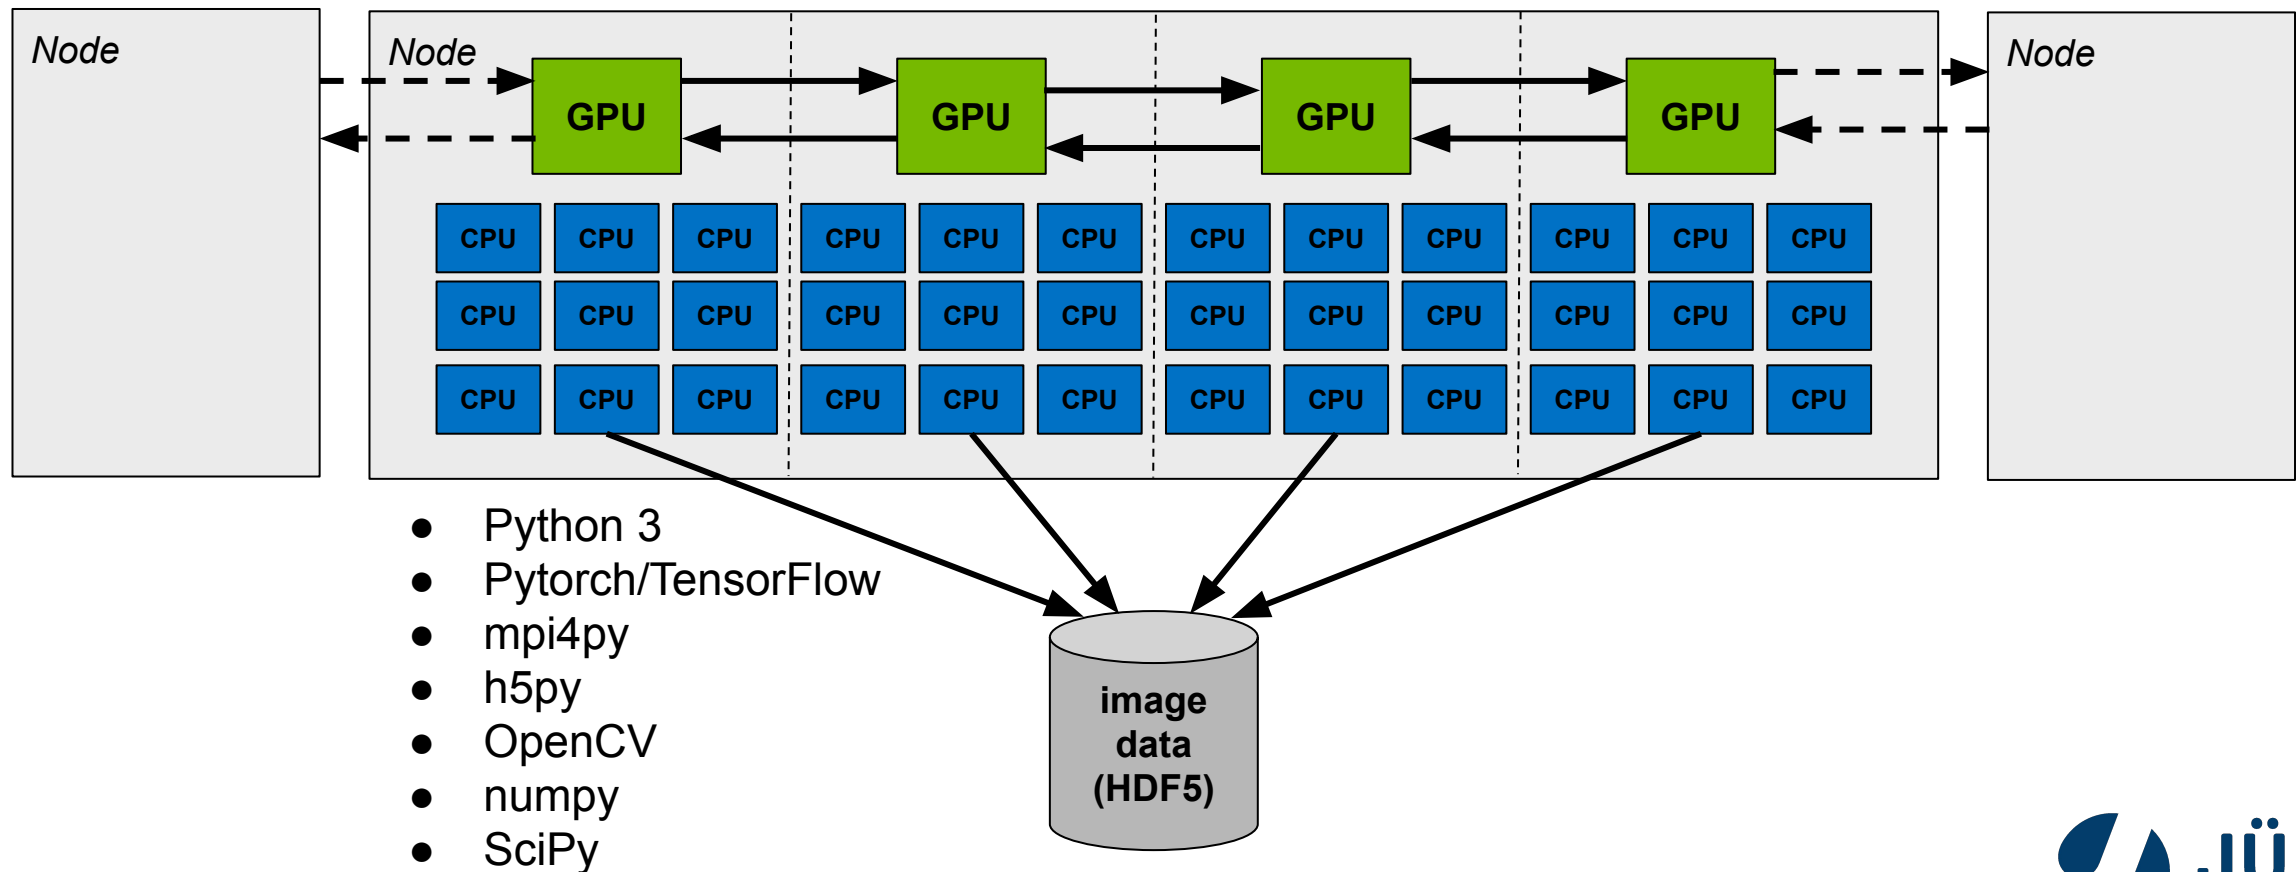 Node
Node
Node
GPU GPU GPU GPU
CPU CPU CPU CPU CPU CPU CPU CPU CPU CPU CPU CPU
CPU CPU CPU CPU CPU CPU CPU CPU CPU CPU CPU CPU
CPU CPU CPU CPU CPU CPU CPU CPU CPU CPU CPU CPU
● Python 3
● Pytorch/TensorFlow
● mpi4py
● h5py
● OpenCV
● numpy
● SciPy
image
data
(HDF5)